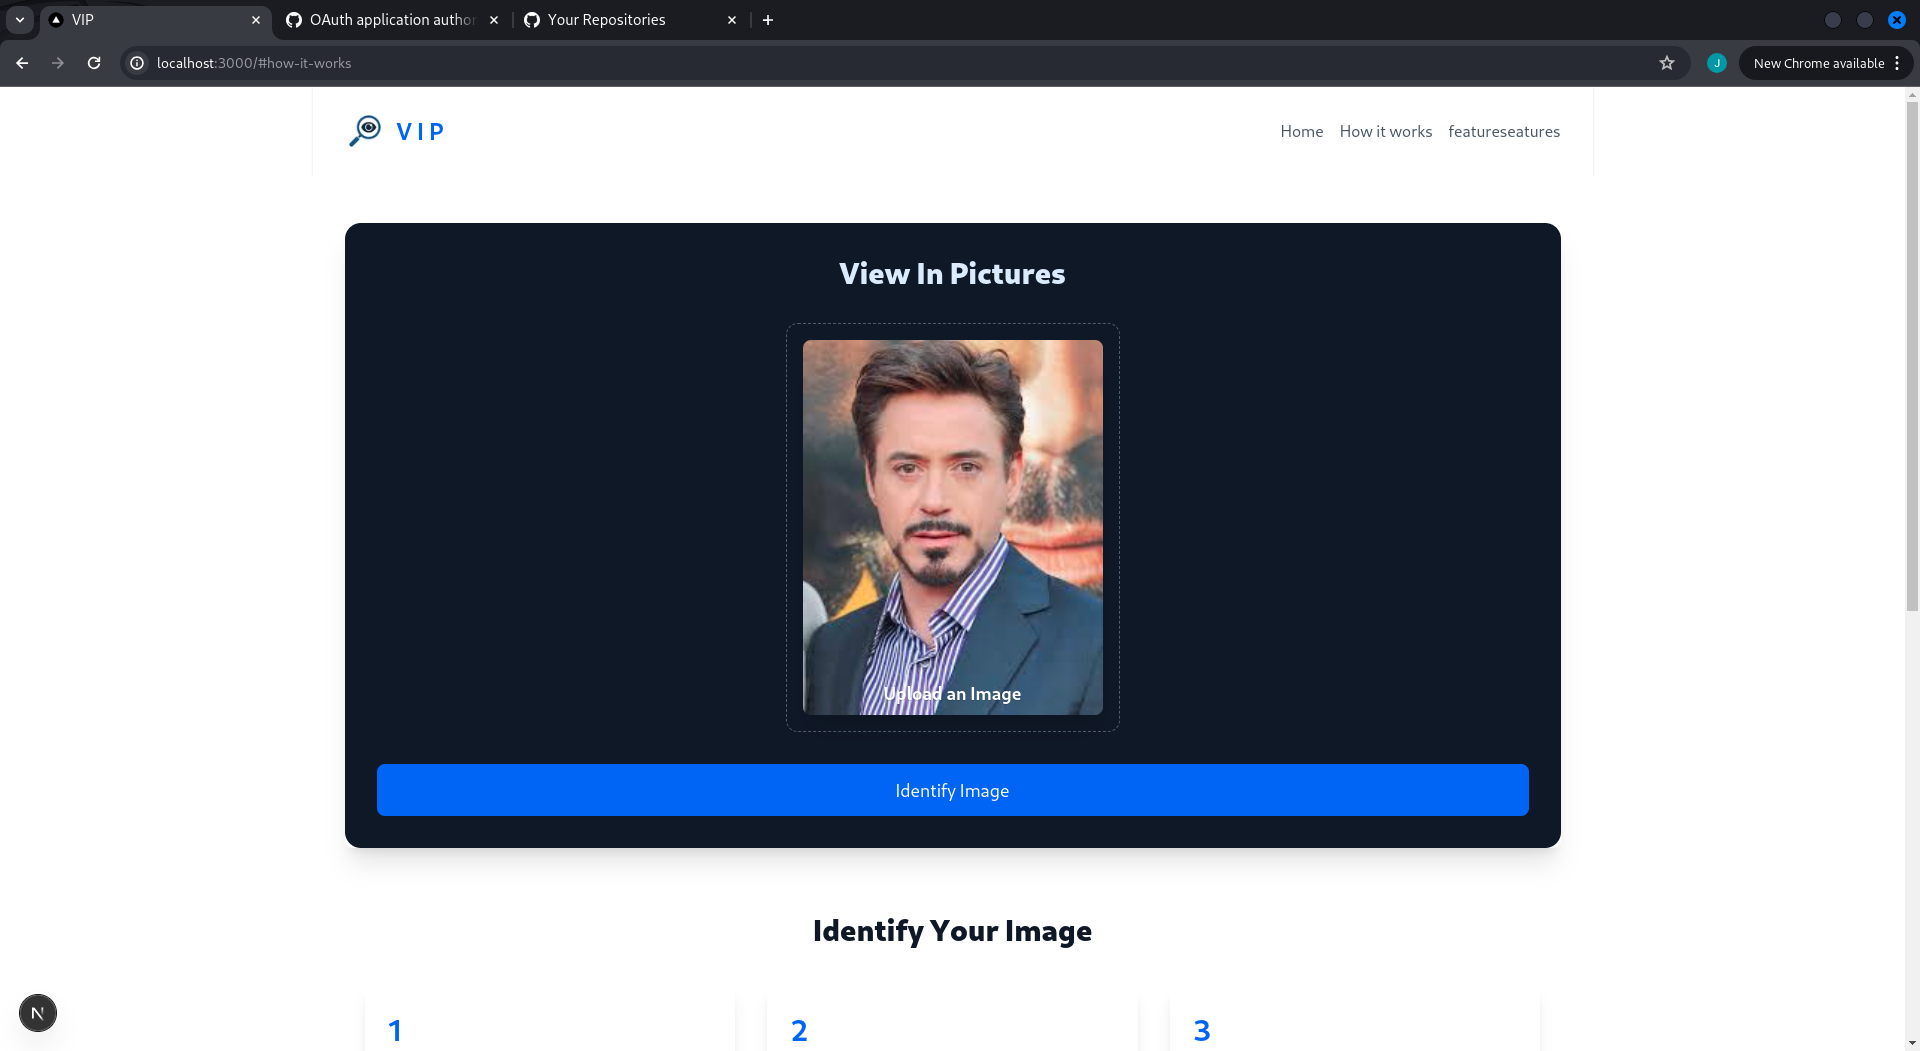 VIP
OAuth application author
Your Repositories
localhost:3000/#how-it-works
J
New Chrome available
VIP
Home
How it works
featureseatures
View In Pictures
Upload an Image
Identify Image
Identify Your Image
N
1
2
3